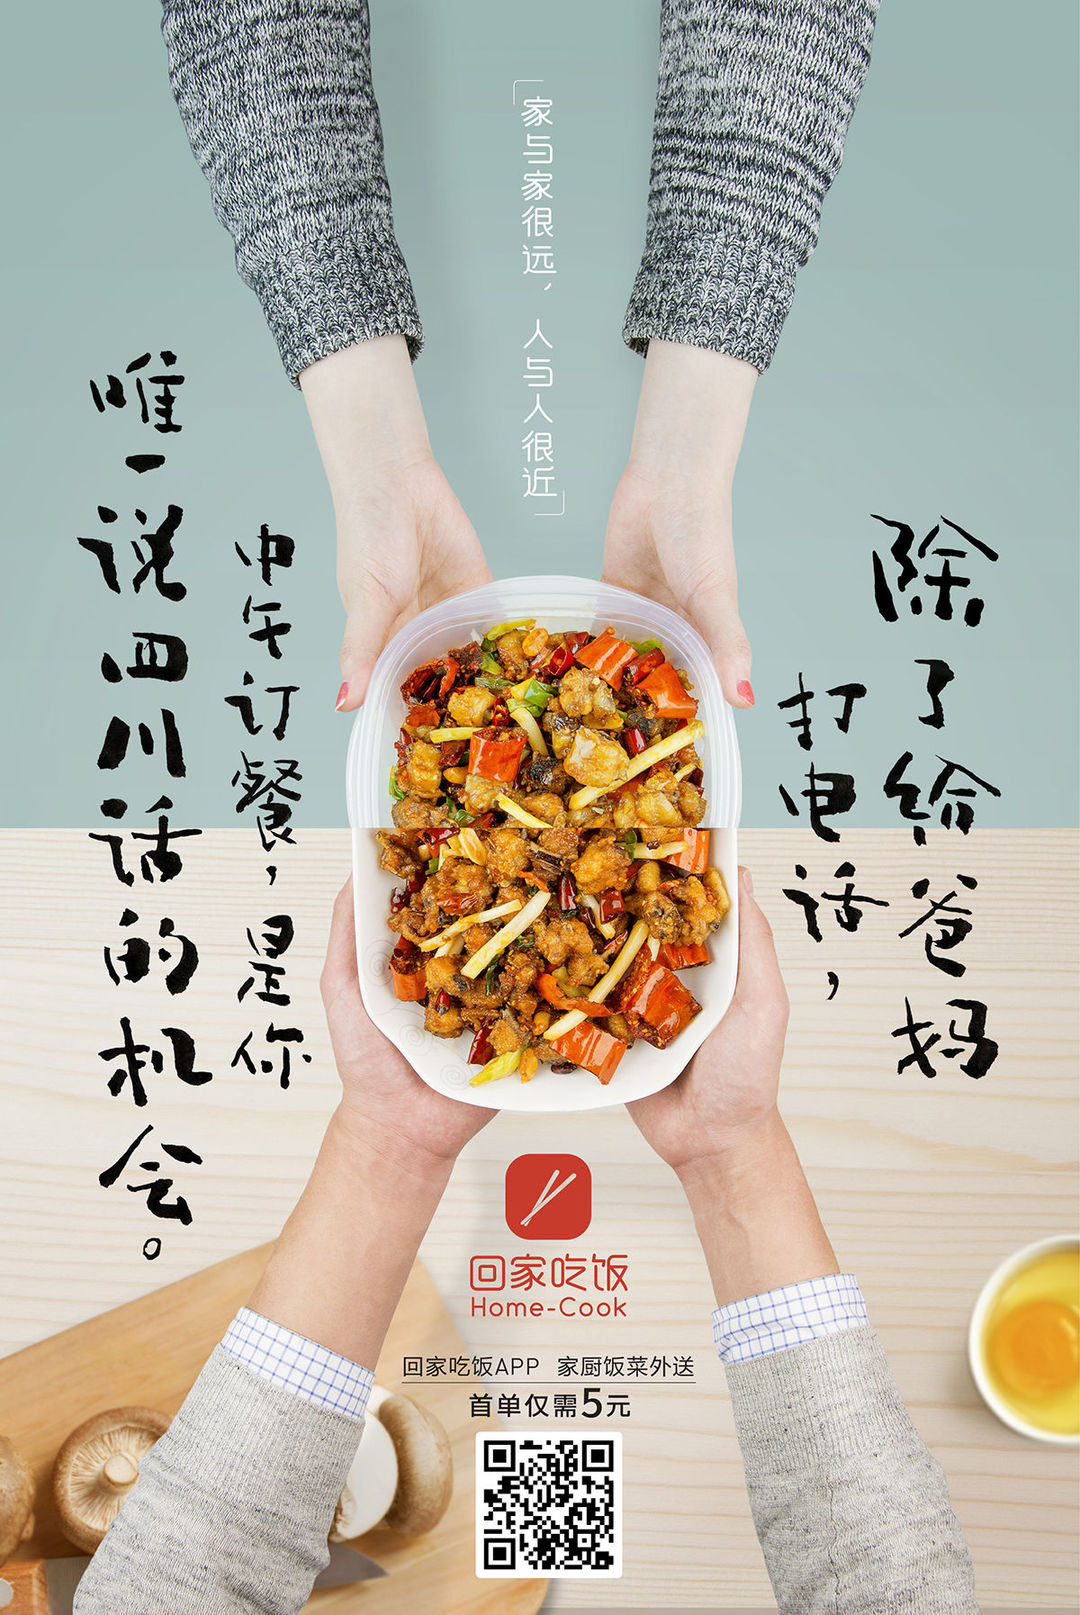 「家与家很远，人与人很近」
除了给爸妈
打电话，
中午订餐，是你
唯一说四川话的机会。
回家吃饭
Home-Cook
回家吃饭APP 家厨饭菜外送
首单仅需5元